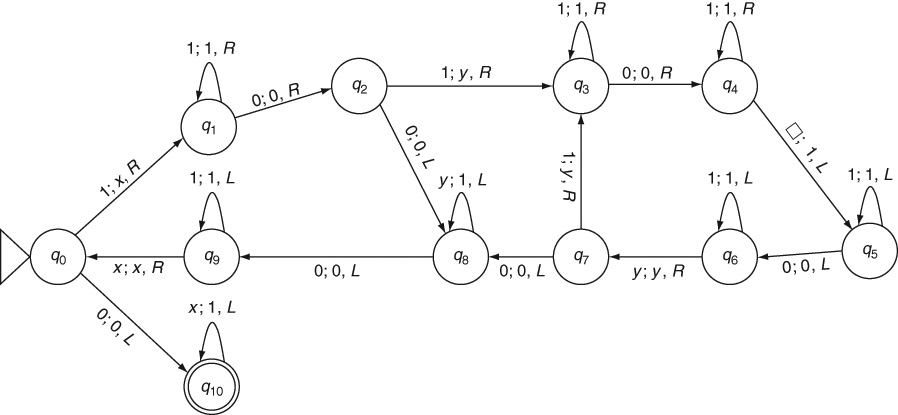 1; 1, R
1; 1, R
1; 1, R
q3
0; 0, R
q4
q2
1; y, R
0; 0, R
q1
□; 1, L
1; x, R
0; 0, L
1; y, R
1; 1, L
y; 1, L
1; 1, L
1; 1, L
q0
x; x, R
q9
0; 0, L
q8
0; 0, L
q7
y; y, R
q6
0; 0, L
q5
0; 0, L
x; 1, L
q10